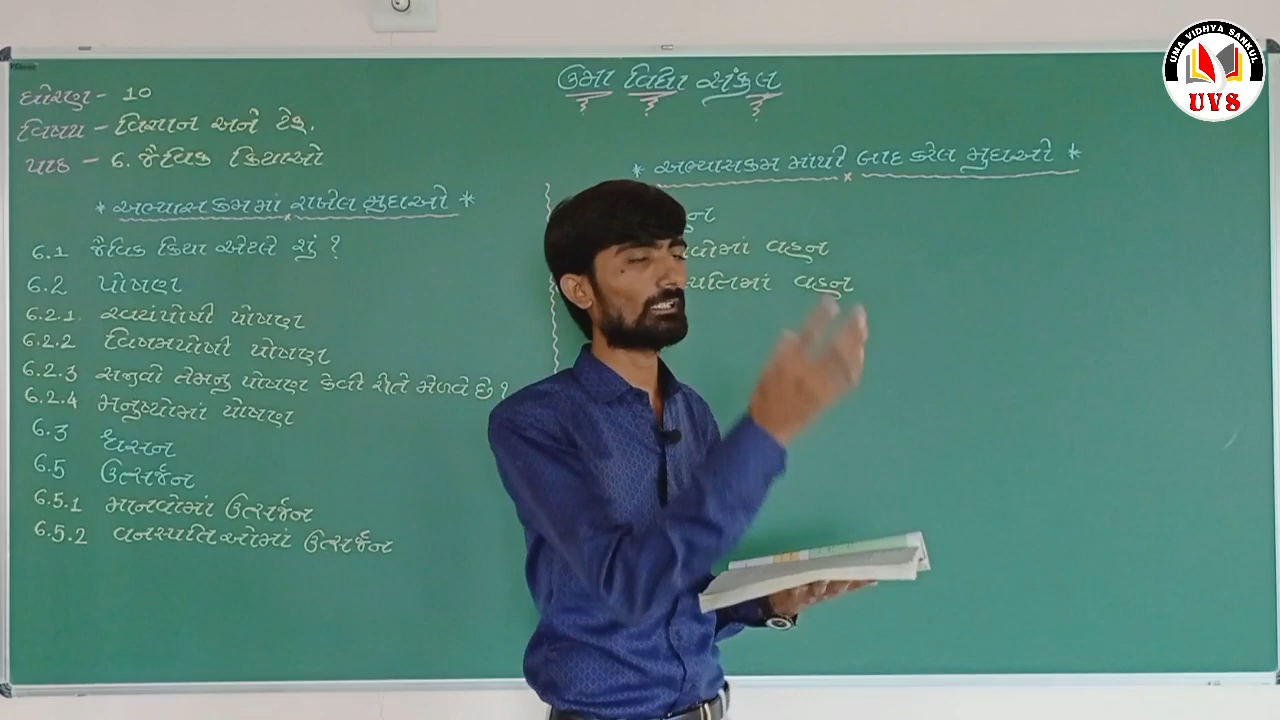 ઉમા વિદ્યા સંકુલ
UMA VIDHYA SANKUL
UVS
ધોરણ - 10
વિષય - વિજ્ઞાન અને ટેક.
પાઠ - 6. જૈવિક ક્રિયાઓ
* અભ્યાસક્રમમાં રાખેલ મુદ્દાઓ *
6.1 જૈવિક ક્રિયા એટલે શું ?
6.2 પોષણ
6.2.1. સ્વયંપોષી પોષણ
6.2.2 વિષમપોષી પોષણ
6.2.3 સજીવો તેમનુ પોષણ કેવી રીતે મેળવે છે ?
6.2.4 મનુષ્યોમાં પોષણ
6.3 શ્વસન
6.5 ઉત્સર્જન
6.5.1 માનવોમાં ઉત્સર્જન
6.5.2 વનસ્પતિઓમાં ઉત્સર્જન
* અભ્યાસક્રમ માંથી બાદ કરેલ મુદ્દાઓ *
વહન
વહન